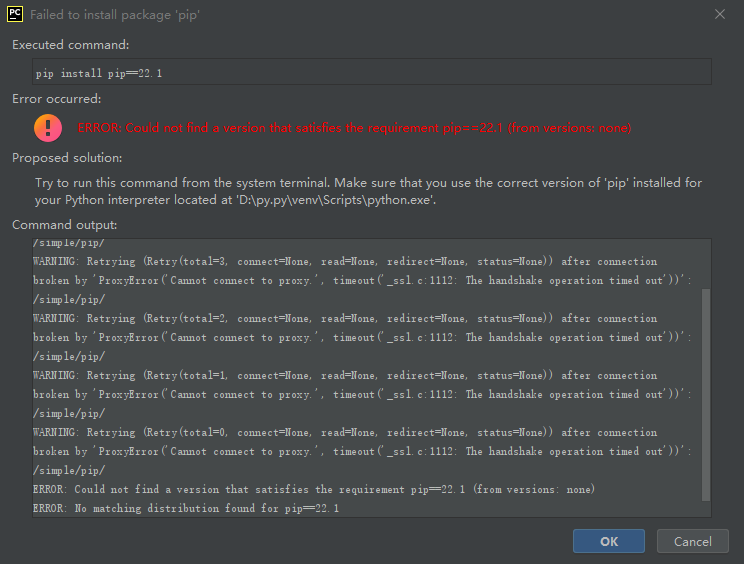 PC Failed to install package 'pip'
Executed command:
pip install pip==22.1
Error occurred:
ERROR: Could not find a version that satisfies the requirement pip==22.1 (from versions: none)
Proposed solution:
Try to run this command from the system terminal. Make sure that you use the correct version of 'pip' installed for
your Python interpreter located at 'D:\py.py\venv\Scripts\python.exe'.
Command output:
/simple/pip/
WARNING: Retrying (Retry(total=3, connect=None, read=None, redirect=None, status=None)) after connection
broken by 'ProxyError('Cannot connect to proxy.', timeout('_ssl.c:1112: The handshake operation timed out'))':
/simple/pip/
WARNING: Retrying (Retry(total=2, connect=None, read=None, redirect=None, status=None)) after connection
broken by 'ProxyError('Cannot connect to proxy.', timeout('_ssl.c:1112: The handshake operation timed out'))':
/simple/pip/
WARNING: Retrying (Retry(total=1, connect=None, read=None, redirect=None, status=None)) after connection
broken by 'ProxyError('Cannot connect to proxy.', timeout('_ssl.c:1112: The handshake operation timed out'))':
/simple/pip/
WARNING: Retrying (Retry(total=0, connect=None, read=None, redirect=None, status=None)) after connection
broken by 'ProxyError('Cannot connect to proxy.', timeout('_ssl.c:1112: The handshake operation timed out'))':
/simple/pip/
ERROR: Could not find a version that satisfies the requirement pip==22.1 (from versions: none)
ERROR: No matching distribution found for pip==22.1
OK Cancel